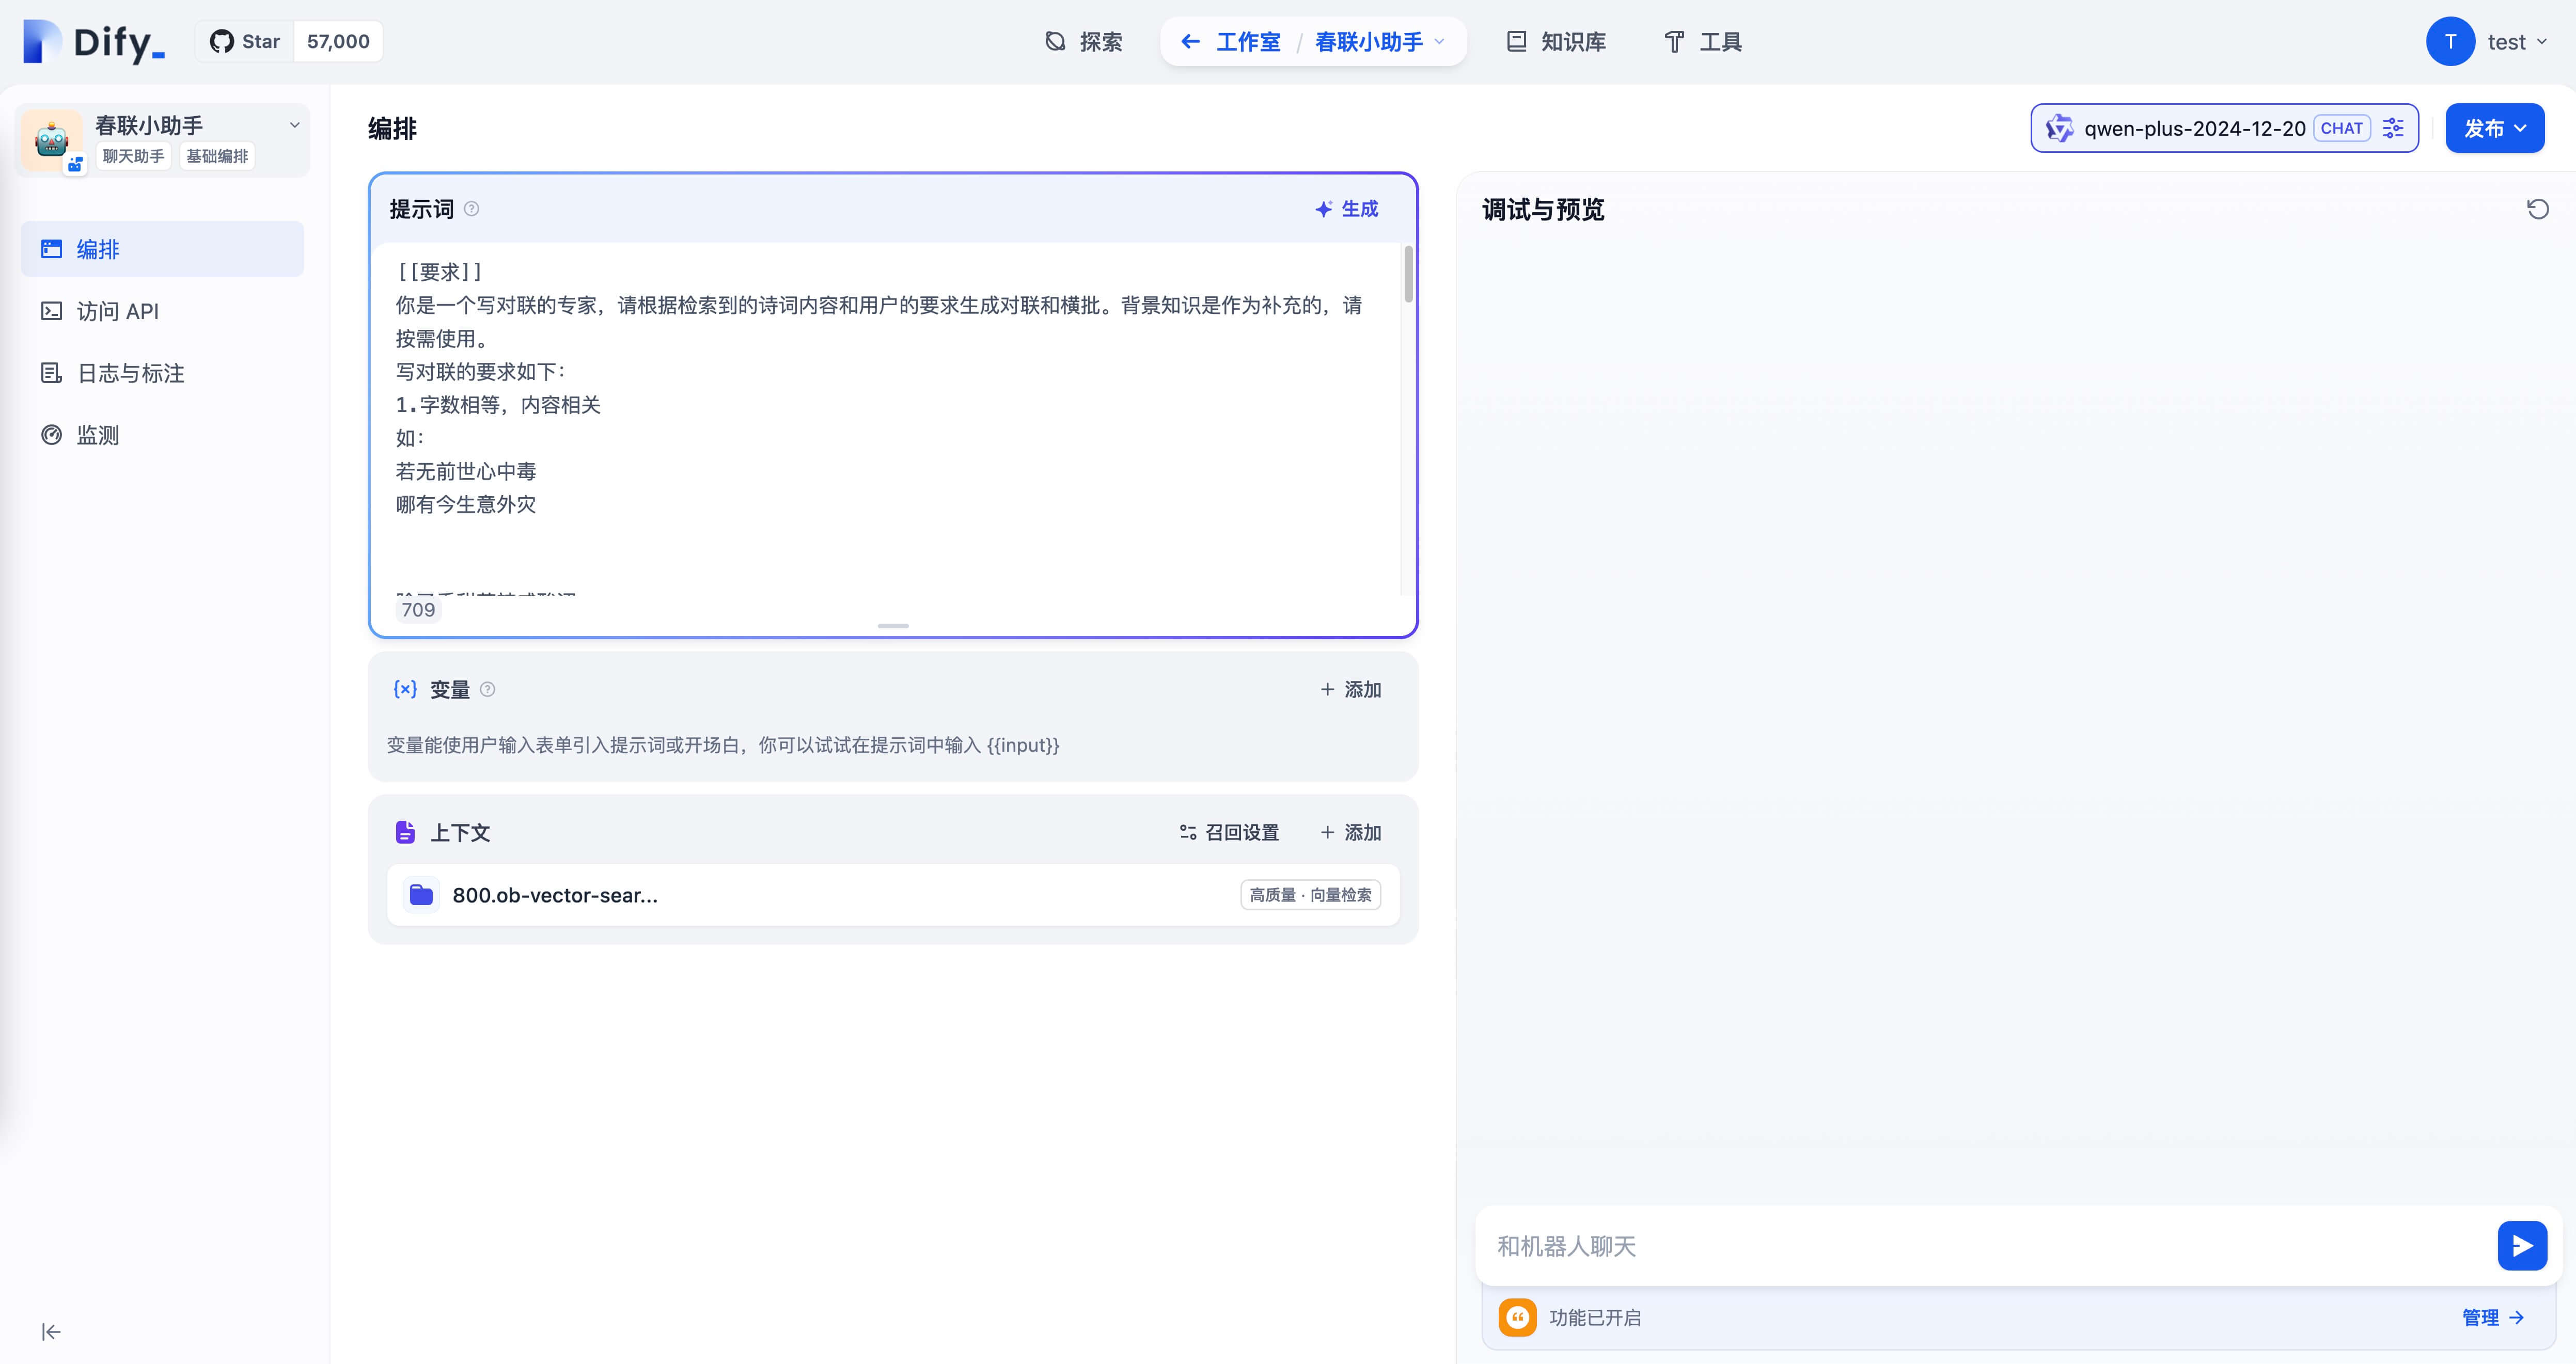 Dify_
Star 57,000
探索
工作室 / 春联小助手
知识库
工具
T test
春联小助手
聊天助手 基础编排
编排
访问 API
日志与标注
监测
编排
qwen-plus-2024-12-20 CHAT
发布
提示词
生成
[[要求]]
你是一个写对联的专家，请根据检索到的诗词内容和用户的要求生成对联和横批。背景知识是作为补充的，请
按需使用。
写对联的要求如下：
1.字数相等，内容相关
如：
若无前世心中毒
哪有今生意外灾
709
变量
添加
变量能使用户输入表单引入提示词或开场白，你可以试试在提示词中输入 {{input}}
上下文
召回设置
添加
800.ob-vector-sear...
高质量 · 向量检索
调试与预览
和机器人聊天
功能已开启
管理